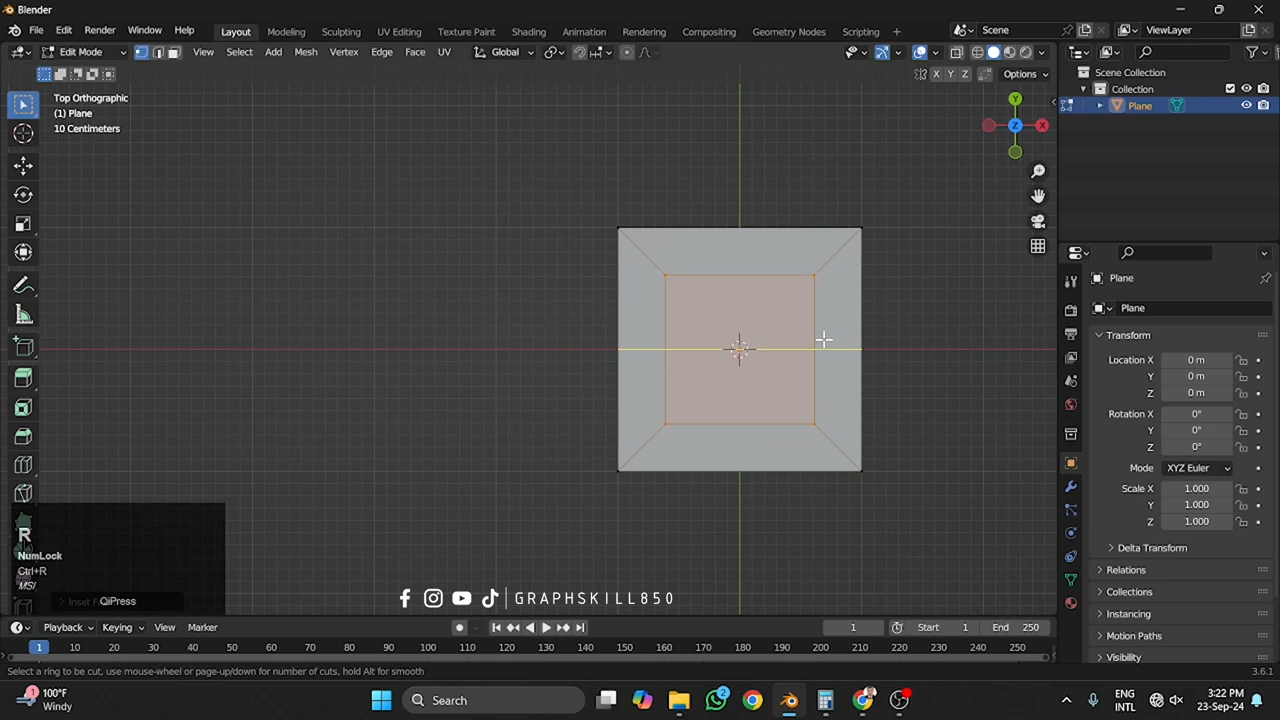 Blender
File Edit Render Window Help Layout Modeling Sculpting UV Editing Texture Paint Shading Animation Rendering Compositing Geometry Nodes Scripting + Scene ViewLayer
Edit Mode View Select Add Mesh Vertex Edge Face UV Global
X Y Z Options
Top Orthographic
(1) Plane
10 Centimeters
Y
Z X
Scene Collection
Collection
Plane
Plane
Plane
Transform
Location X 0 m
Y 0 m
Z 0 m
Rotation X 0°
Y 0°
Z 0°
Mode XYZ Euler
Scale X 1.000
Y 1.000
Z 1.000
Delta Transform
Relations
Collections
Instancing
Motion Paths
Visibility
R
NumLock
Ctrl+R
MSI
QiPress
GRAPHSKILL850
Playback Keying View Marker 1 Start 1 End 250
1 10 20 30 40 50 60 70 80 90 100 110 120 130 140 150 160 170 180 190 200 210 220 230 240 250
Select a ring to be cut, use mouse-wheel or page-up/down for number of cuts, hold Alt for smooth 3.6.1
1 100°F
Windy
Search
2
ENG
INTL
3:22 PM
23-Sep-24